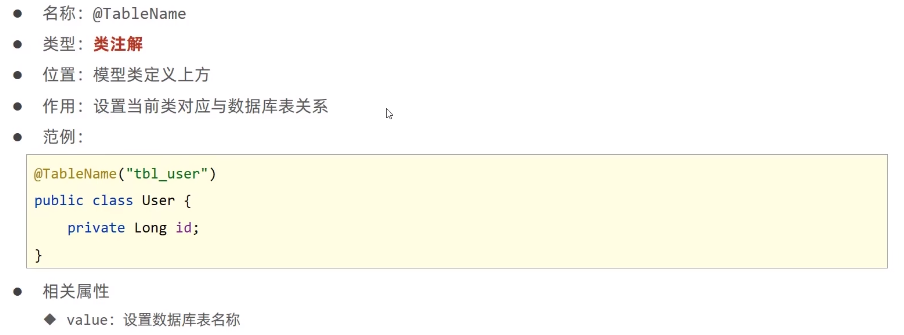 ● 名称：@TableName
● 类型：类注解
● 位置：模型类定义上方
● 作用：设置当前类对应与数据库表关系
● 范例：
@TableName("tbl_user")
public class User {
    private Long id;
}
● 相关属性
◆ value：设置数据库表名称